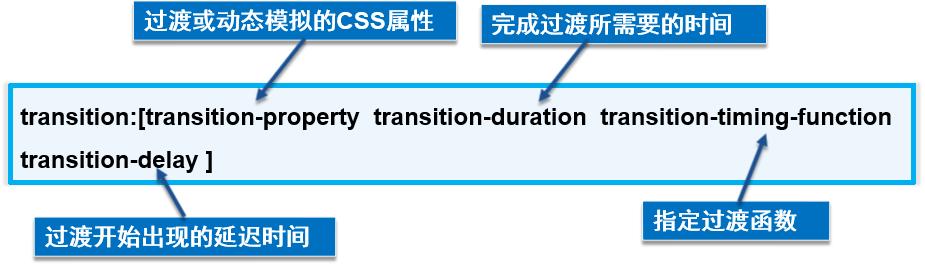 过渡或动态模拟的CSS属性
完成过渡所需要的时间
transition:[transition-property transition-duration transition-timing-function
transition-delay ]
过渡开始出现的延迟时间
指定过渡函数